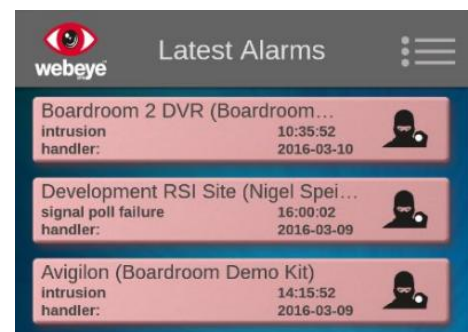 webeye
Latest Alarms
Boardroom 2 DVR (Boardroom...
intrusion 10:35:52
handler: 2016-03-10
Development RSI Site (Nigel Spei...
signal poll failure 16:00:02
handler: 2016-03-09
Avigilon (Boardroom Demo Kit)
intrusion 14:15:52
handler: 2016-03-09